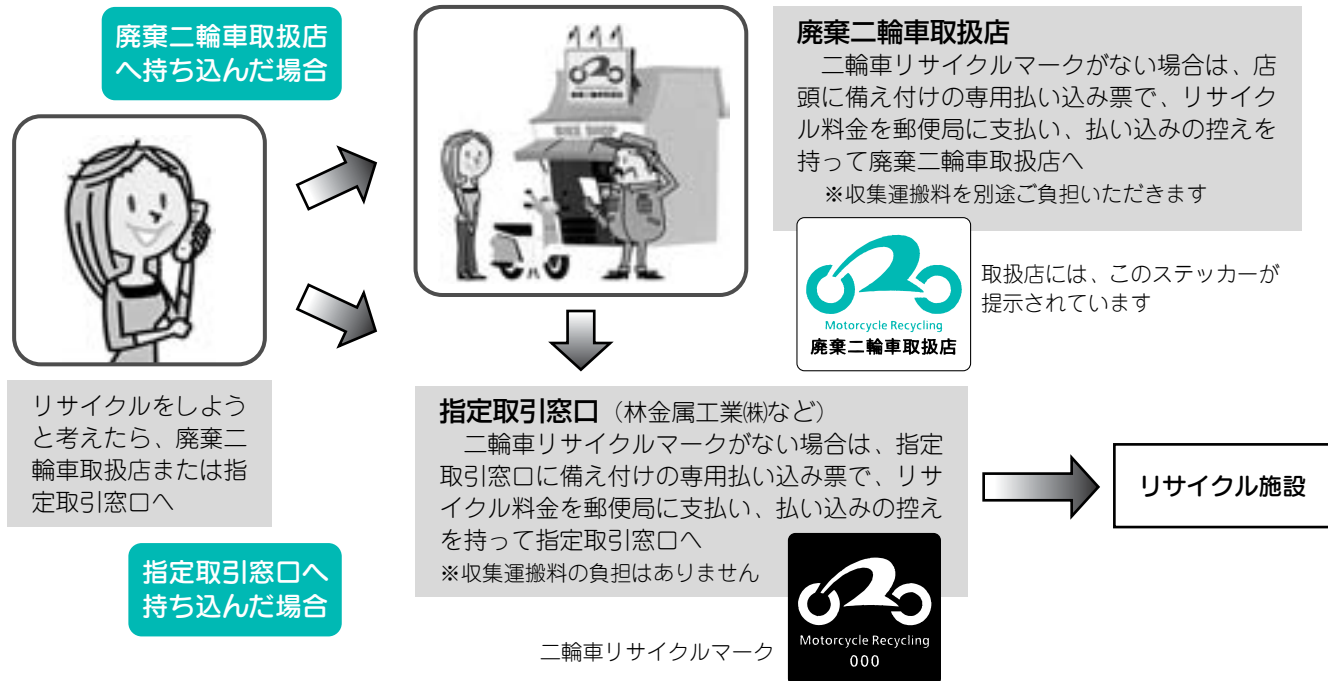 廃棄二輪車取扱店
へ持ち込んだ場合
BIKE SHOP
廃棄二輪車取扱店
二輪車リサイクルマークがない場合は、店
頭に備え付けの専用払い込み票で、リサイク
ル料金を郵便局に支払い、払い込みの控えを
持って廃棄二輪車取扱店へ
※収集運搬料を別途ご負担いただきます
Motorcycle Recycling
廃棄二輪車取扱店
取扱店には、このステッカーが
提示されています
リサイクルをしよう
と考えたら、廃棄二
輪車取扱店または指
定取引窓口へ
指定取引窓口へ
持ち込んだ場合
指定取引窓口（林金属工業㈱など）
二輪車リサイクルマークがない場合は、指定
取引窓口に備え付けの専用払い込み票で、リサ
イクル料金を郵便局に支払い、払い込みの控え
を持って指定取引窓口へ
※収集運搬料の負担はありません
二輪車リサイクルマーク
Motorcycle Recycling
000
リサイクル施設